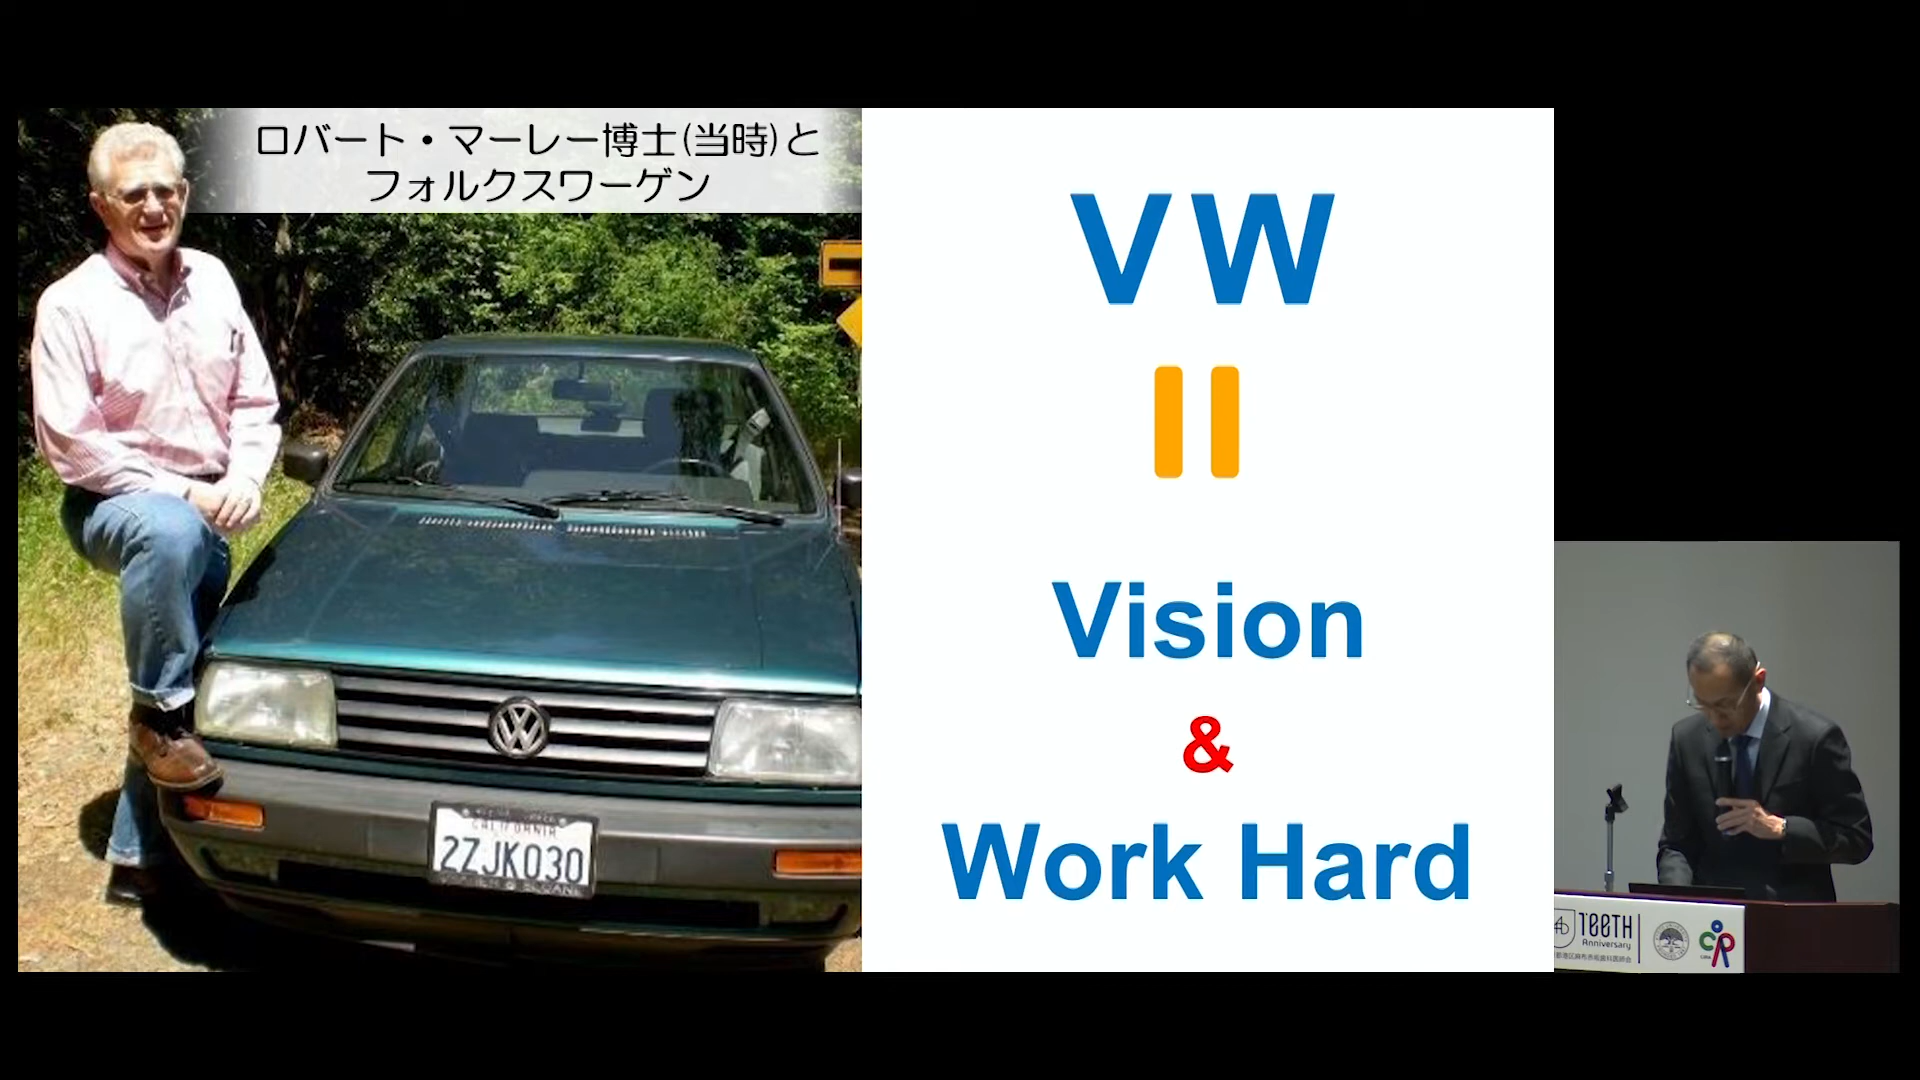 ロバート・マーレー博士(当時)と
フォルクスワーゲン
VW
=
Vision
&
Work Hard
CALIFORNIA
2ZJK030
100TH
Anniversary